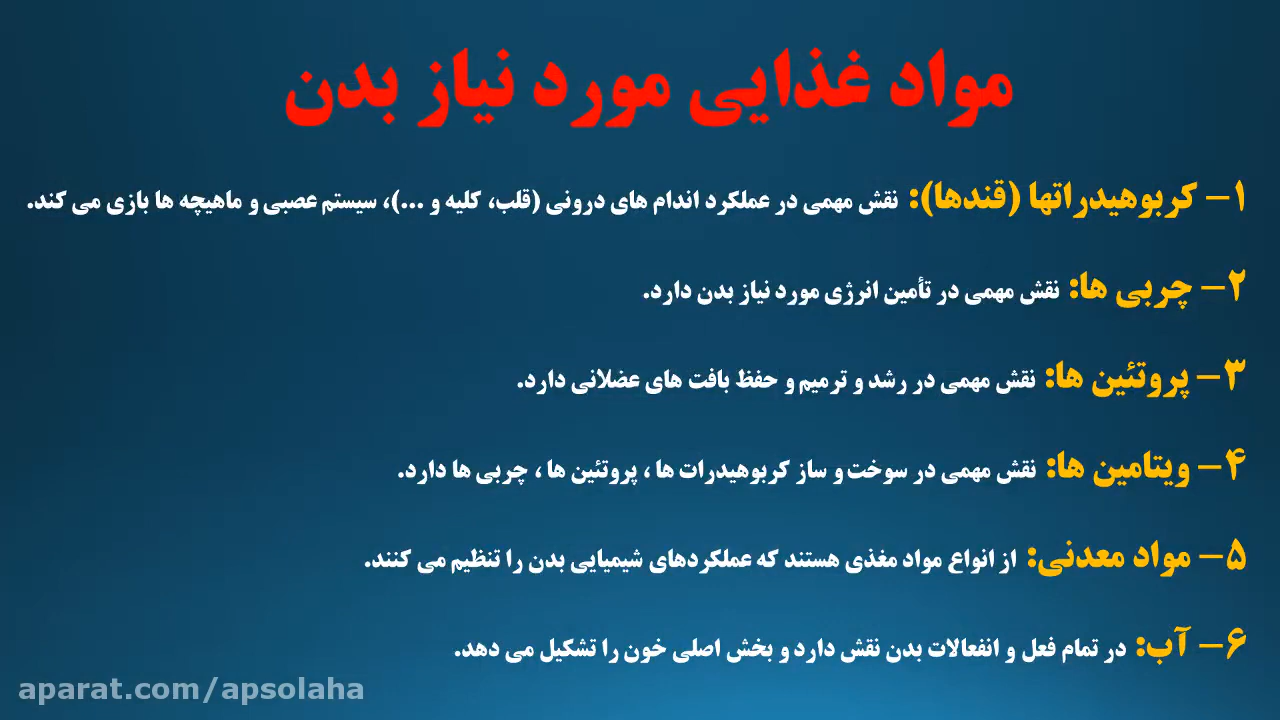 مواد غذایی مورد نیاز بدن
۱- کربوهیدراتها (قندها): نقش مهمی در عملکرد اندام های درونی (قلب، کلیه و ...)، سیستم عصبی و ماهیچه ها بازی می کند.
۲- چربی ها: نقش مهمی در تأمین انرژی مورد نیاز بدن دارد.
۳- پروتئین ها: نقش مهمی در رشد و ترمیم و حفظ بافت های عضلانی دارد.
۴- ویتامین ها: نقش مهمی در سوخت و ساز کربوهیدرات ها ، پروتئین ها ، چربی ها دارد.
۵- مواد معدنی: از انواع مواد مغذی هستند که عملکردهای شیمیایی بدن را تنظیم می کنند.
۶- آب: در تمام فعل و انفعالات بدن نقش دارد و بخش اصلی خون را تشکیل می دهد.
aparat.com/apsolaha